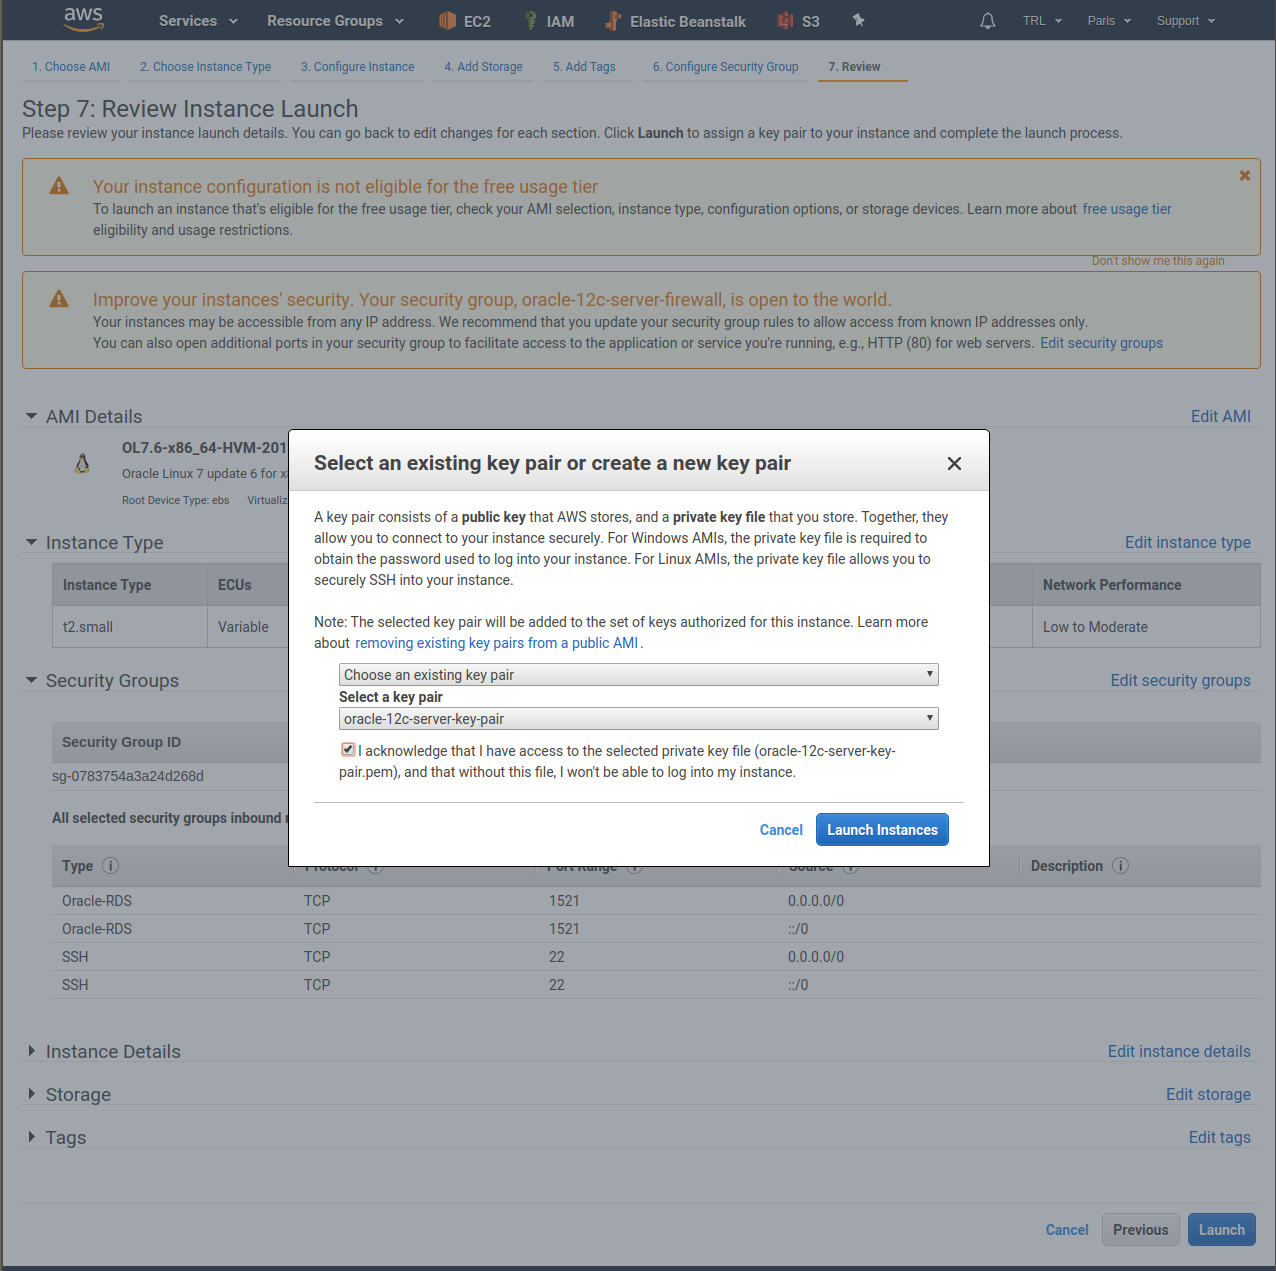 aws Services Resource Groups EC2 IAM Elastic Beanstalk S3 TRL Paris Support
1. Choose AMI 2. Choose Instance Type 3. Configure Instance 4. Add Storage 5. Add Tags 6. Configure Security Group 7. Review
Step 7: Review Instance Launch
Please review your instance launch details. You can go back to edit changes for each section. Click Launch to assign a key pair to your instance and complete the launch process.
Your instance configuration is not eligible for the free usage tier
To launch an instance that's eligible for the free usage tier, check your AMI selection, instance type, configuration options, or storage devices. Learn more about free usage tier
eligibility and usage restrictions.
Don't show me this again
Improve your instances' security. Your security group, oracle-12c-server-firewall, is open to the world.
Your instances may be accessible from any IP address. We recommend that you update your security group rules to allow access from known IP addresses only.
You can also open additional ports in your security group to facilitate access to the application or service you're running, e.g., HTTP (80) for web servers. Edit security groups
AMI Details Edit AMI
OL7.6-x86_64-HVM-201
Oracle Linux 7 update 6 for x
Root Device Type: ebs Virtualiz
Instance Type Edit instance type
Instance Type ECUs Network Performance
t2.small Variable Low to Moderate
Security Groups Edit security groups
Security Group ID
sg-0783754a3a24d268d
All selected security groups inbound
Select an existing key pair or create a new key pair
A key pair consists of a public key that AWS stores, and a private key file that you store. Together, they
allow you to connect to your instance securely. For Windows AMIs, the private key file is required to
obtain the password used to log into your instance. For Linux AMIs, the private key file allows you to
securely SSH into your instance.
Note: The selected key pair will be added to the set of keys authorized for this instance. Learn more
about removing existing key pairs from a public AMI.
Choose an existing key pair
Select a key pair
oracle-12c-server-key-pair
I acknowledge that I have access to the selected private key file (oracle-12c-server-key-
pair.pem), and that without this file, I won't be able to log into my instance.
Cancel Launch Instances
Type Protocol Port Range Source Description
Oracle-RDS TCP 1521 0.0.0.0/0
Oracle-RDS TCP 1521 ::/0
SSH TCP 22 0.0.0.0/0
SSH TCP 22 ::/0
Instance Details Edit instance details
Storage Edit storage
Tags Edit tags
Cancel Previous Launch